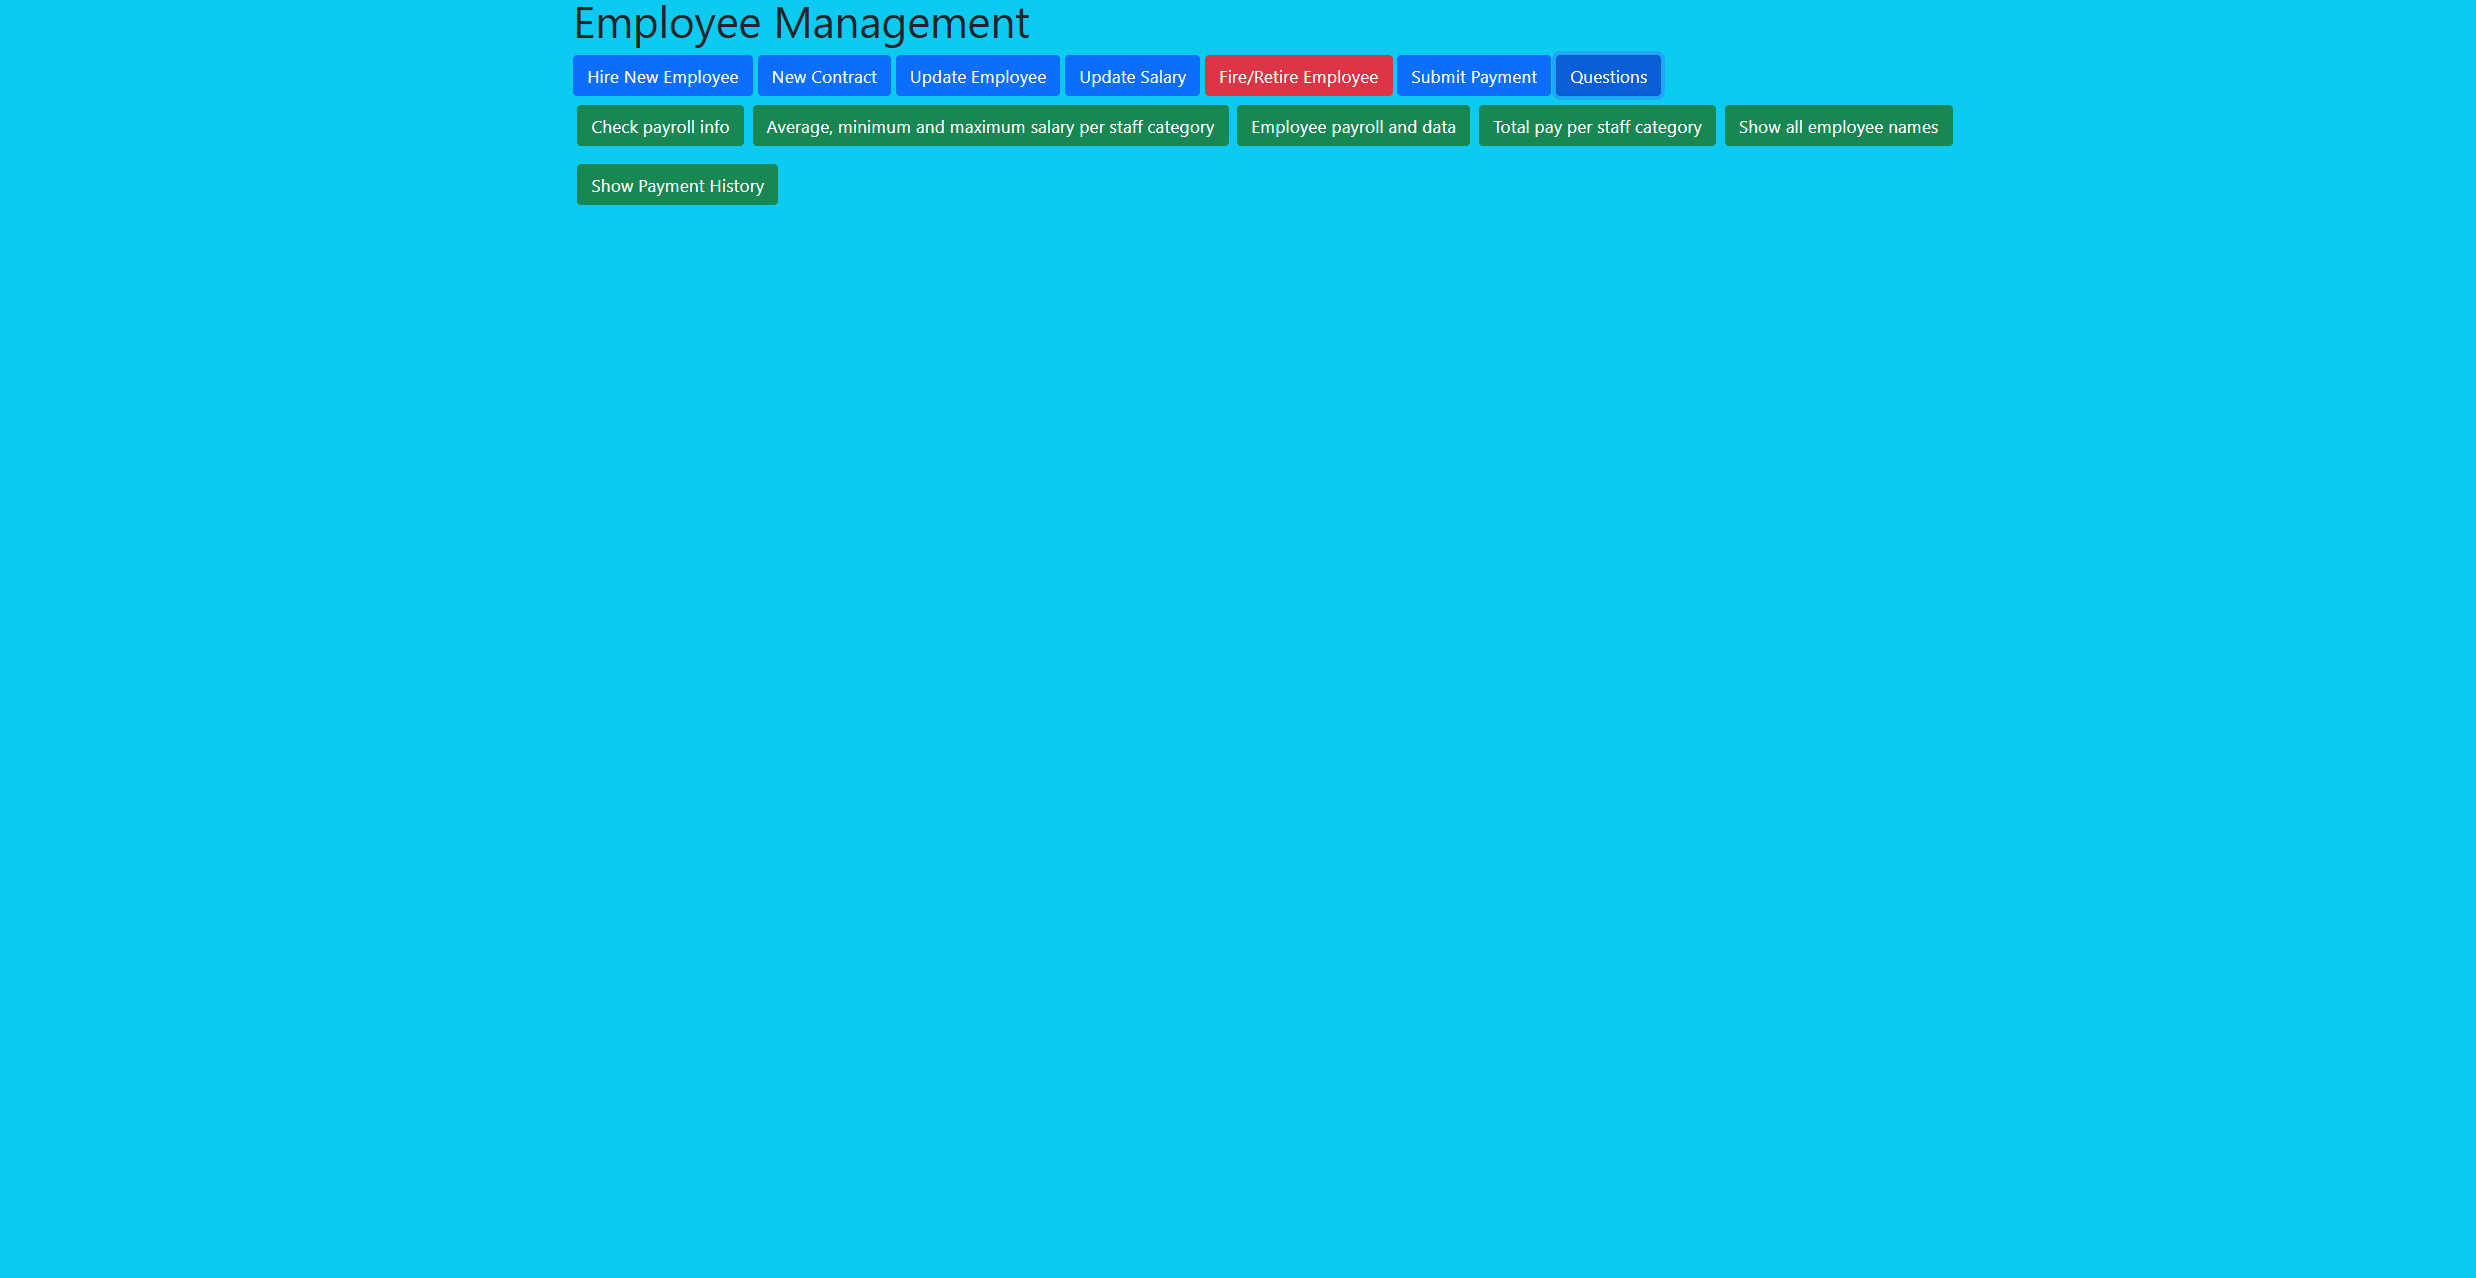 Employee Management
Hire New Employee New Contract Update Employee Update Salary Fire/Retire Employee Submit Payment Questions
Check payroll info Average, minimum and maximum salary per staff category Employee payroll and data Total pay per staff category Show all employee names
Show Payment History